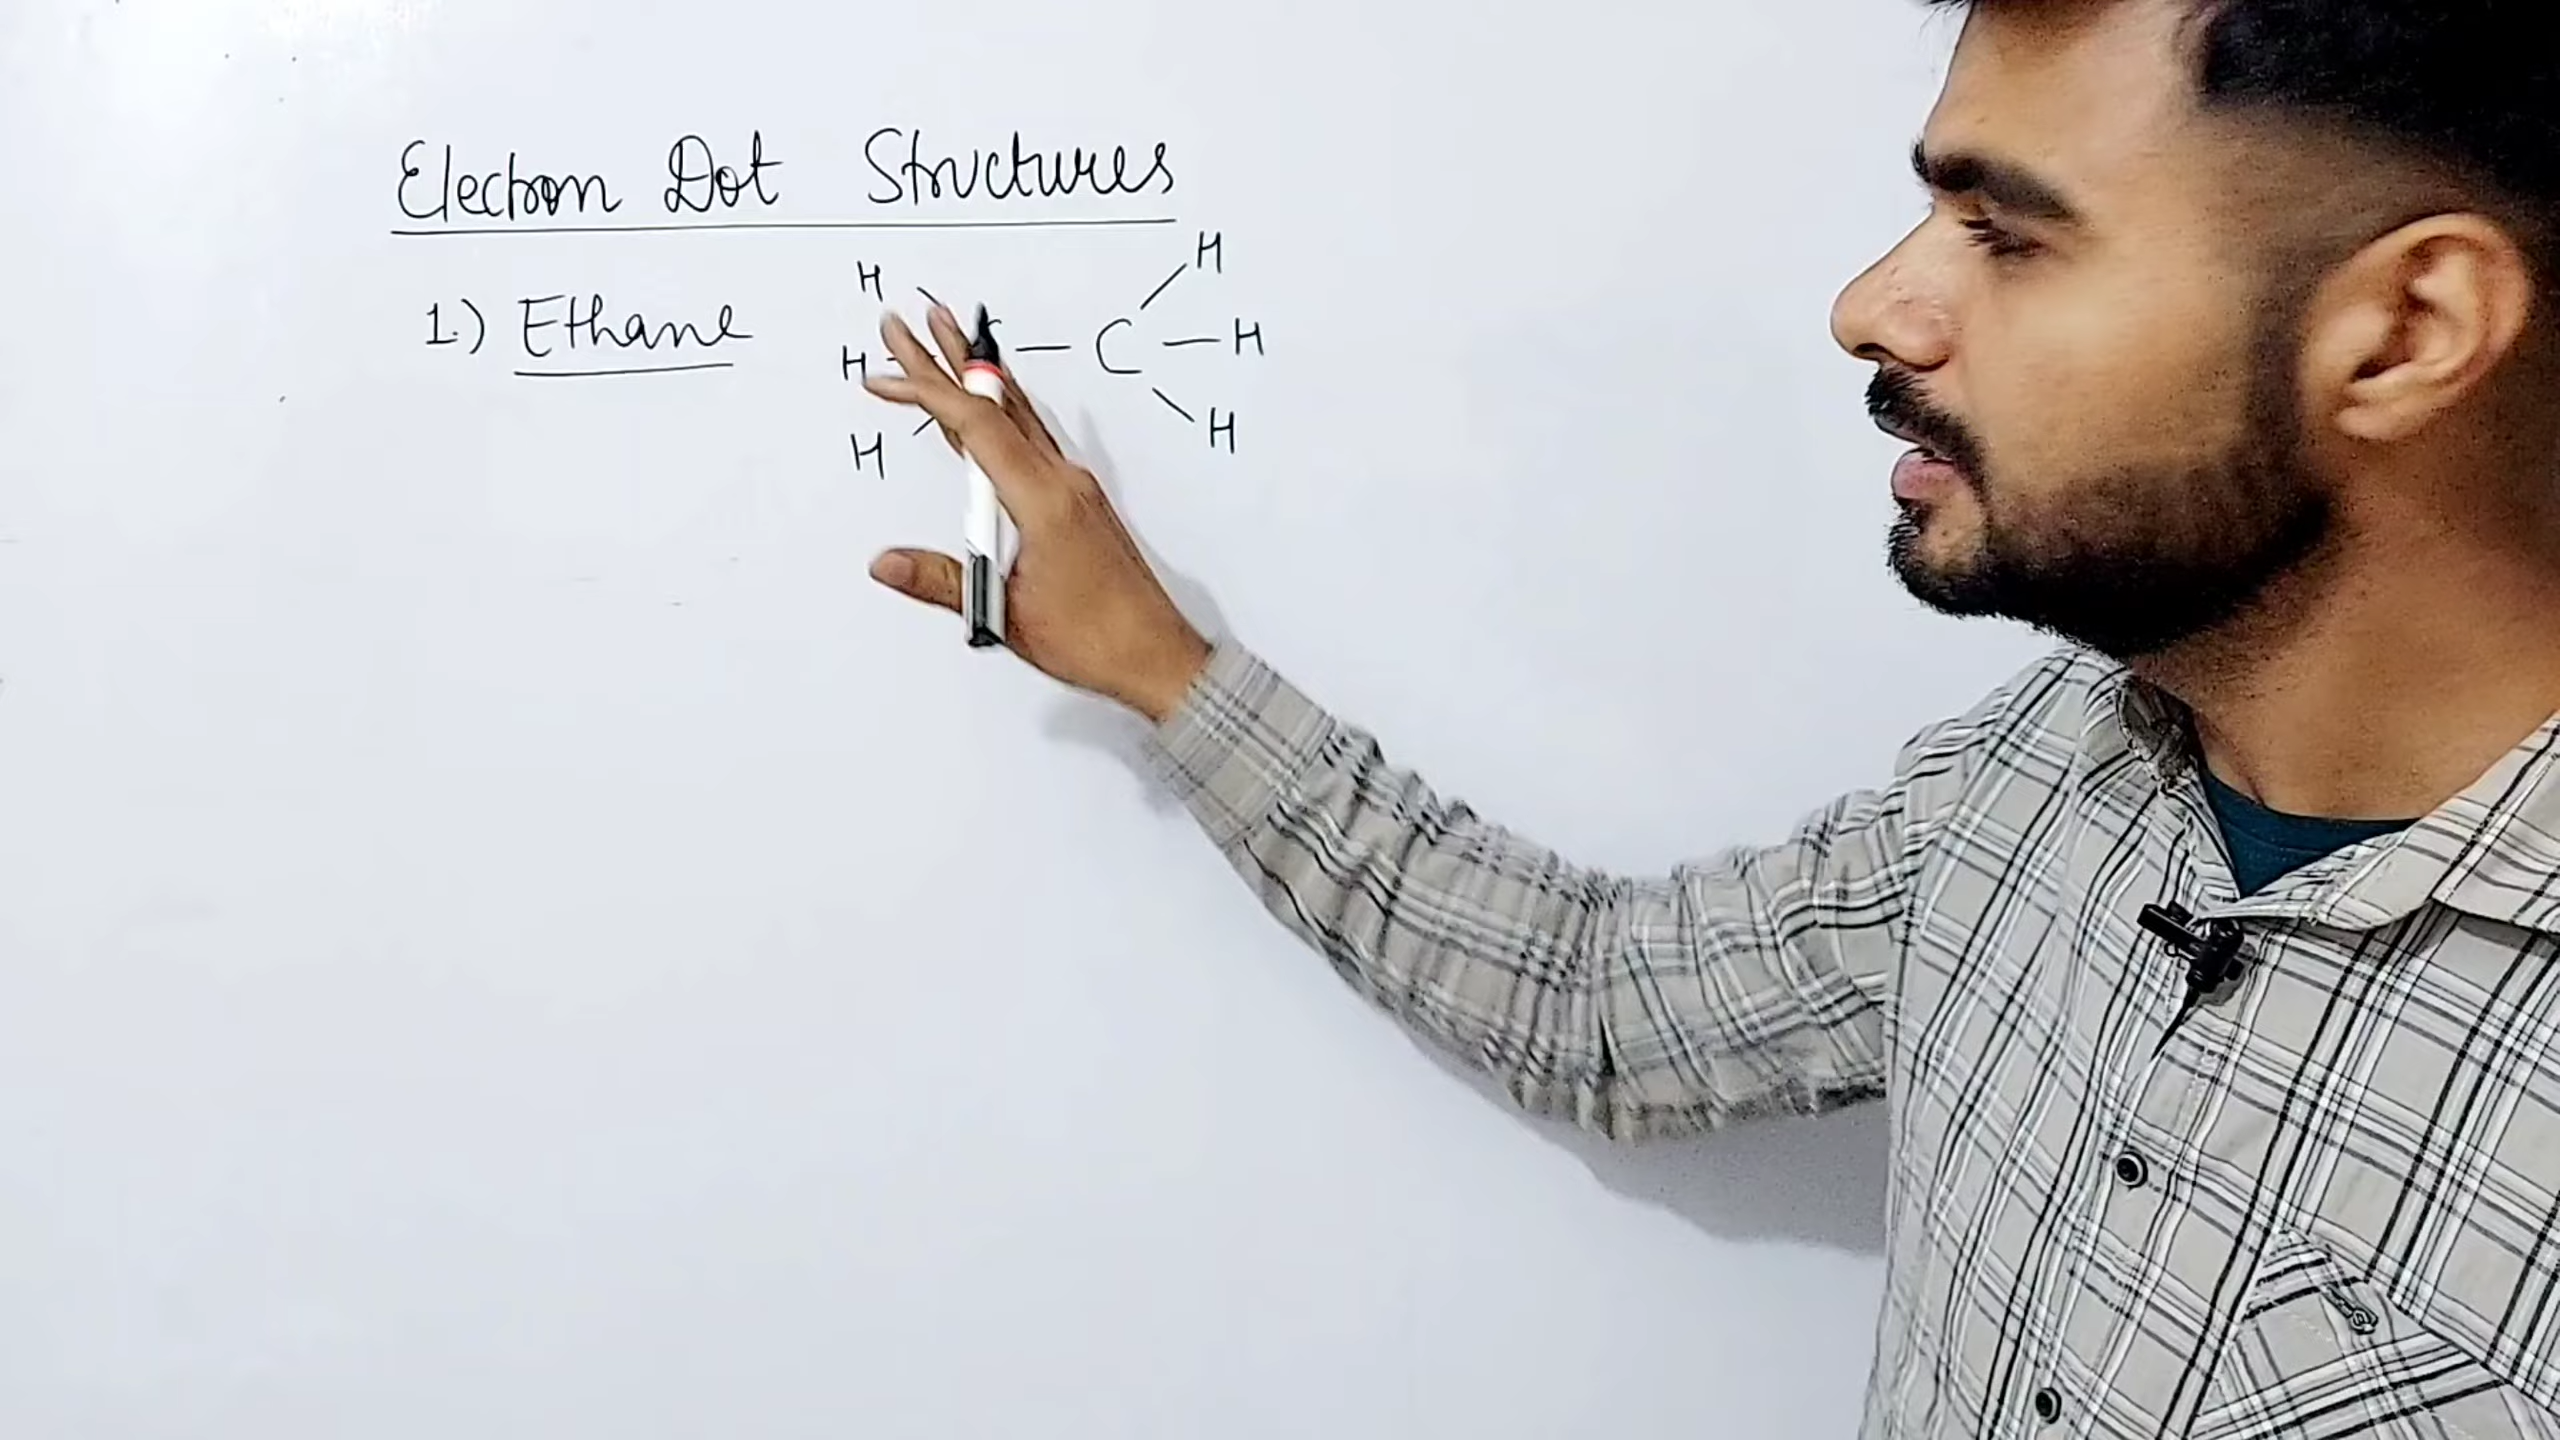 Electron Dot Structures
1.) Ethane
H H
H — C — H
H H